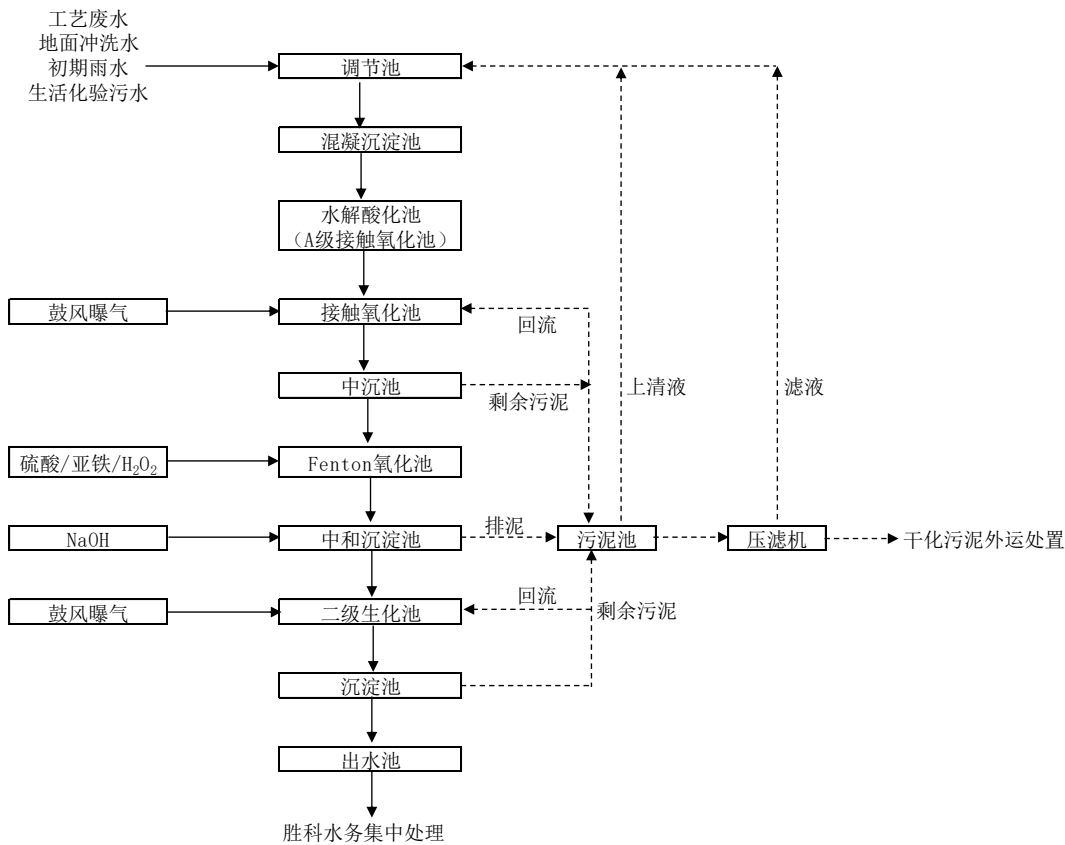 工艺废水
地面冲洗水
初期雨水
生活化验污水
调节池
混凝沉淀池
水解酸化池
（A级接触氧化池）
鼓风曝气
接触氧化池
回流
中沉池
剩余污泥
上清液
滤液
硫酸/亚铁/H₂O₂
Fenton氧化池
NaOH
中和沉淀池
排泥
污泥池
压滤机
干化污泥外运处置
鼓风曝气
二级生化池
回流
剩余污泥
沉淀池
出水池
胜科水务集中处理